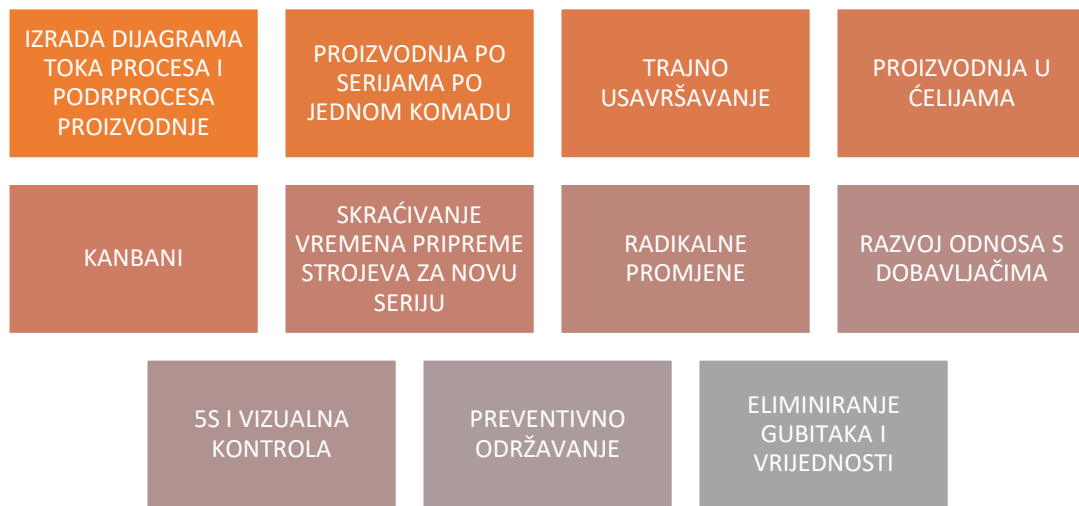 IZRADA DIJAGRAMA
TOKA PROCESA I
PODRPROCESA
PROIZVODNJE
PROIZVODNJA PO
SERIJAMA PO
JEDNOM KOMADU
TRAJNO
USAVRŠAVANJE
PROIZVODNJA U
ĆELIJAMA
KANBANI
SKRAĆIVANJE
VREMENA PRIPREME
STROJEVA ZA NOVU
SERIJU
RADIKALNE
PROMJENE
RAZVOJ ODNOSA S
DOBAVLJAČIMA
5S I VIZUALNA
KONTROLA
PREVENTIVNO
ODRŽAVANJE
ELIMINIRANJE
GUBITAKA I
VRIJEDNOSTI